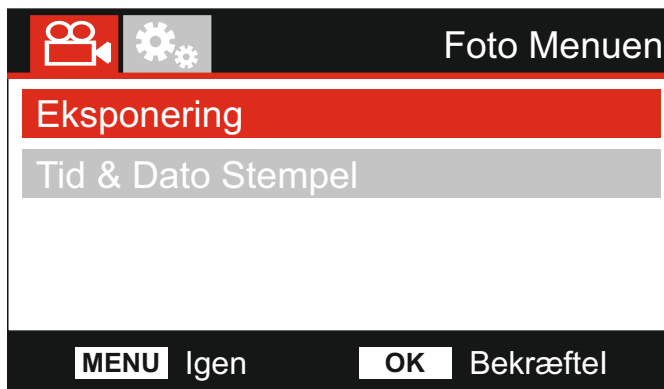 Foto Menuen
Eksponering
Tid & Dato Stempel
MENU Igen OK Bekræftel